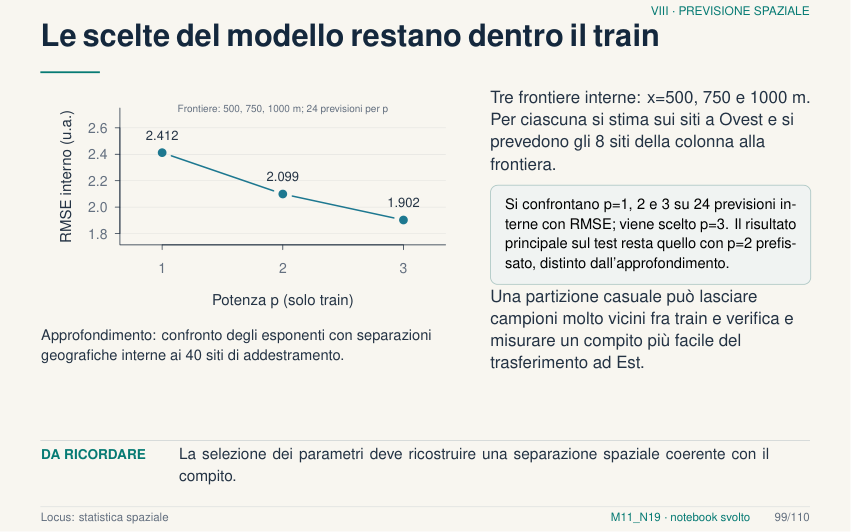 VIII · PREVISIONE SPAZIALE
Le scelte del modello restano dentro il train
Frontiere: 500, 750, 1000 m; 24 previsioni per p
RMSE interno (u.a.)
2.6
2.4
2.2
2.0
1.8
2.412
2.099
1.902
1
2
3
Potenza p (solo train)
Approfondimento: confronto degli esponenti con separazioni
geografiche interne ai 40 siti di addestramento.
Tre frontiere interne: x=500, 750 e 1000 m.
Per ciascuna si stima sui siti a Ovest e si
prevedono gli 8 siti della colonna alla
frontiera.
Si confrontano p=1, 2 e 3 su 24 previsioni in-
terne con RMSE; viene scelto p=3. Il risultato
principale sul test resta quello con p=2 prefis-
sato, distinto dall'approfondimento.
Una partizione casuale può lasciare
campioni molto vicini fra train e verifica e
misurare un compito più facile del
trasferimento ad Est.
DA RICORDARE
La selezione dei parametri deve ricostruire una separazione spaziale coerente con il
compito.
Locus: statistica spaziale
M11_N19 · notebook svolto
99/110